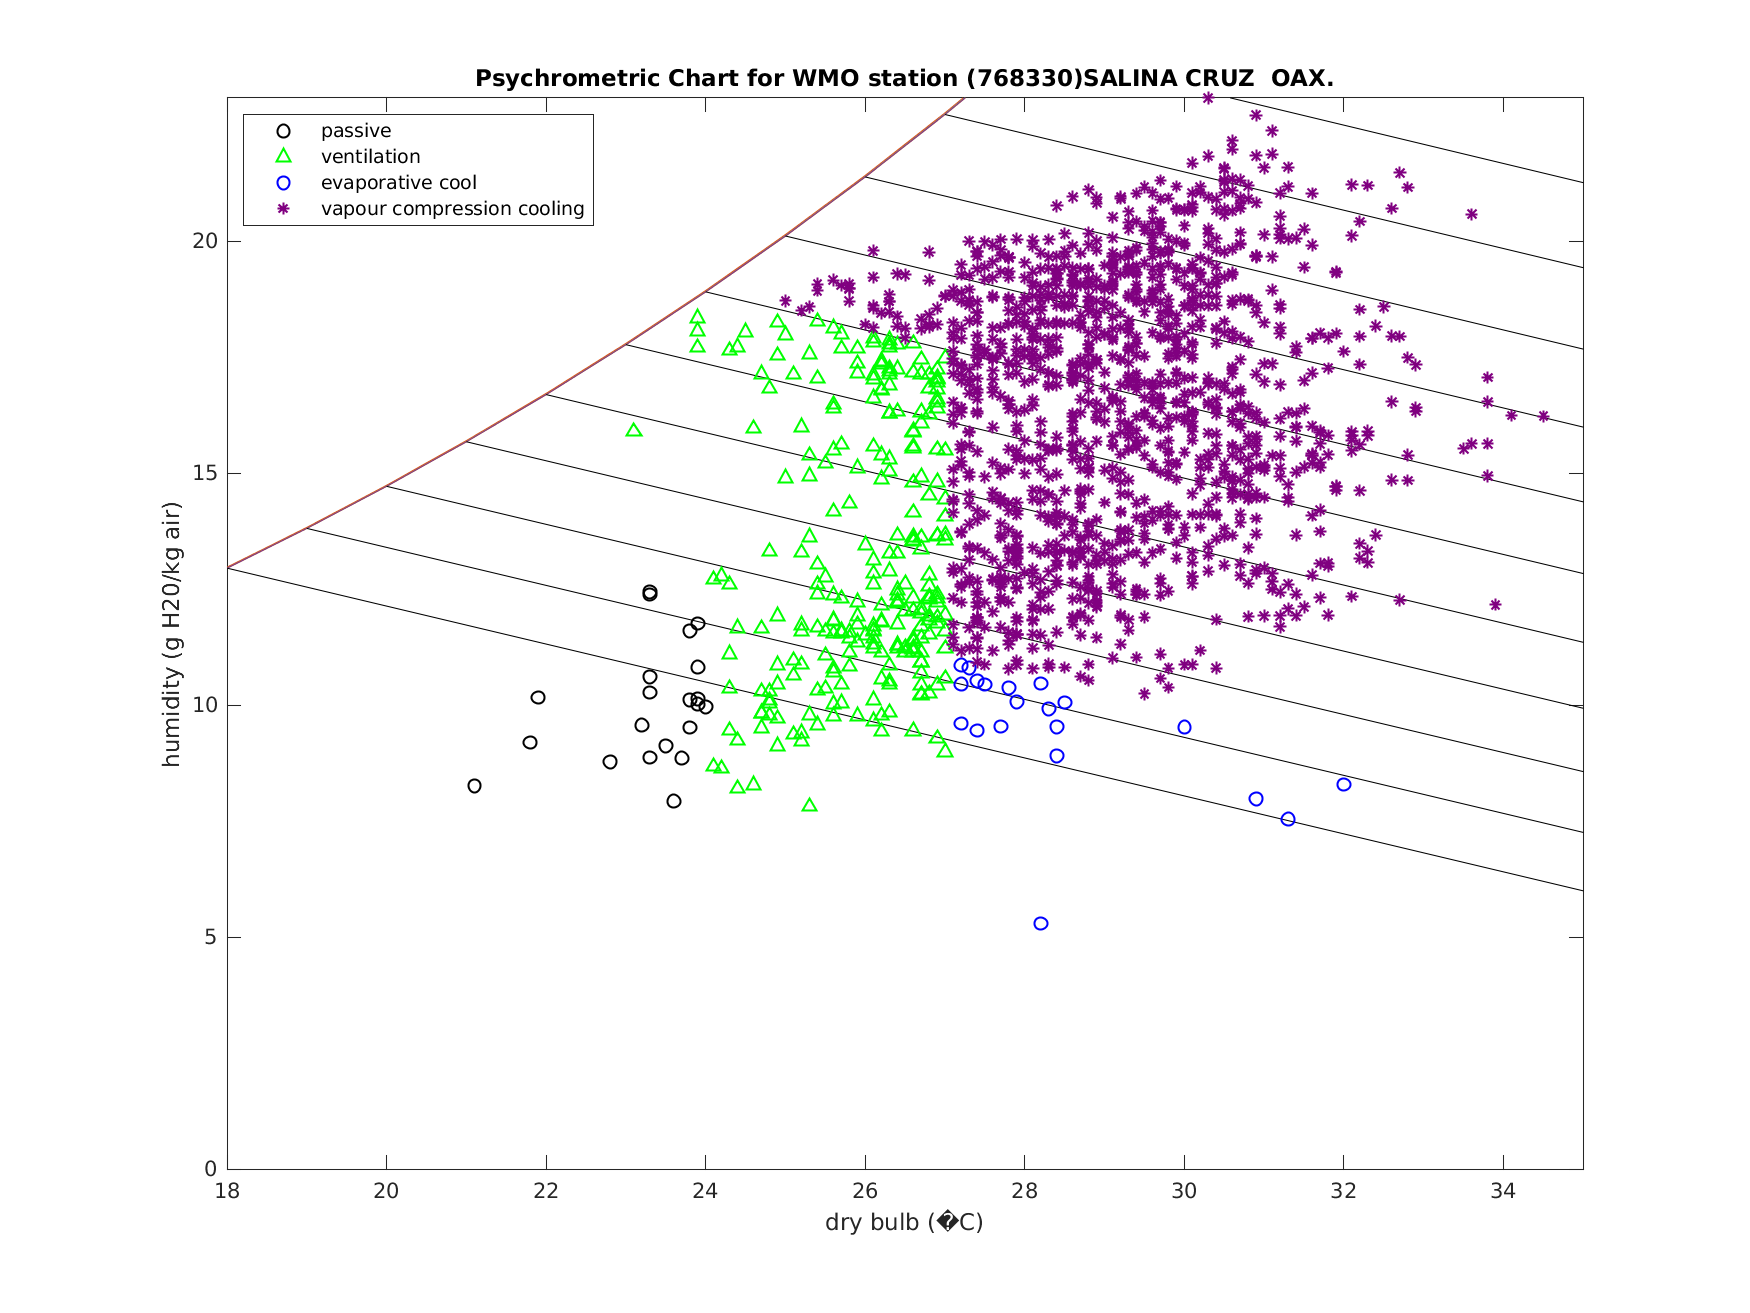 Psychrometric Chart for WMO station (768330)SALINA CRUZ  OAX.
passive
ventilation
evaporative cool
vapour compression cooling
humidity (g H20/kg air)
20
15
10
5
0
18 20 22 24 26 28 30 32 34
dry bulb (�C)